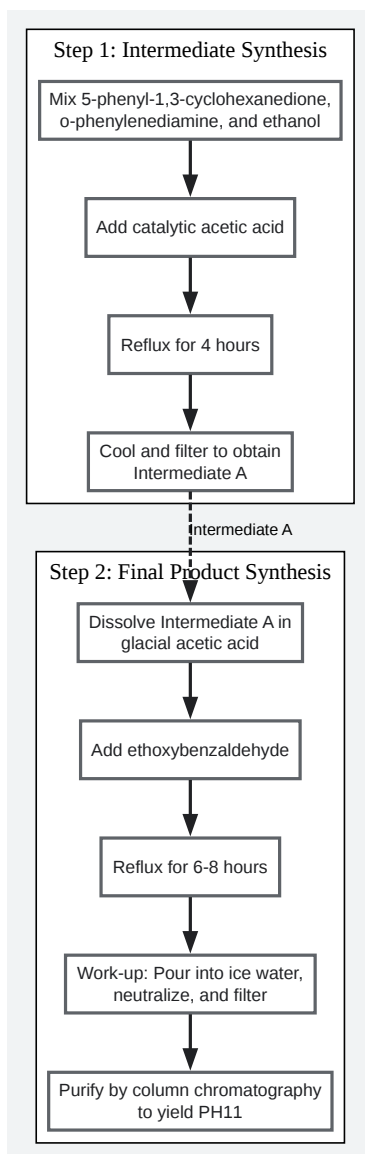 Step 1: Intermediate Synthesis
Mix 5-phenyl-1,3-cyclohexanedione,
o-phenylenediamine, and ethanol
Add catalytic acetic acid
Reflux for 4 hours
Cool and filter to obtain
Intermediate A
Intermediate A
Step 2: Final Product Synthesis
Dissolve Intermediate A in
glacial acetic acid
Add ethoxybenzaldehyde
Reflux for 6-8 hours
Work-up: Pour into ice water,
neutralize, and filter
Purify by column chromatography
to yield PH11